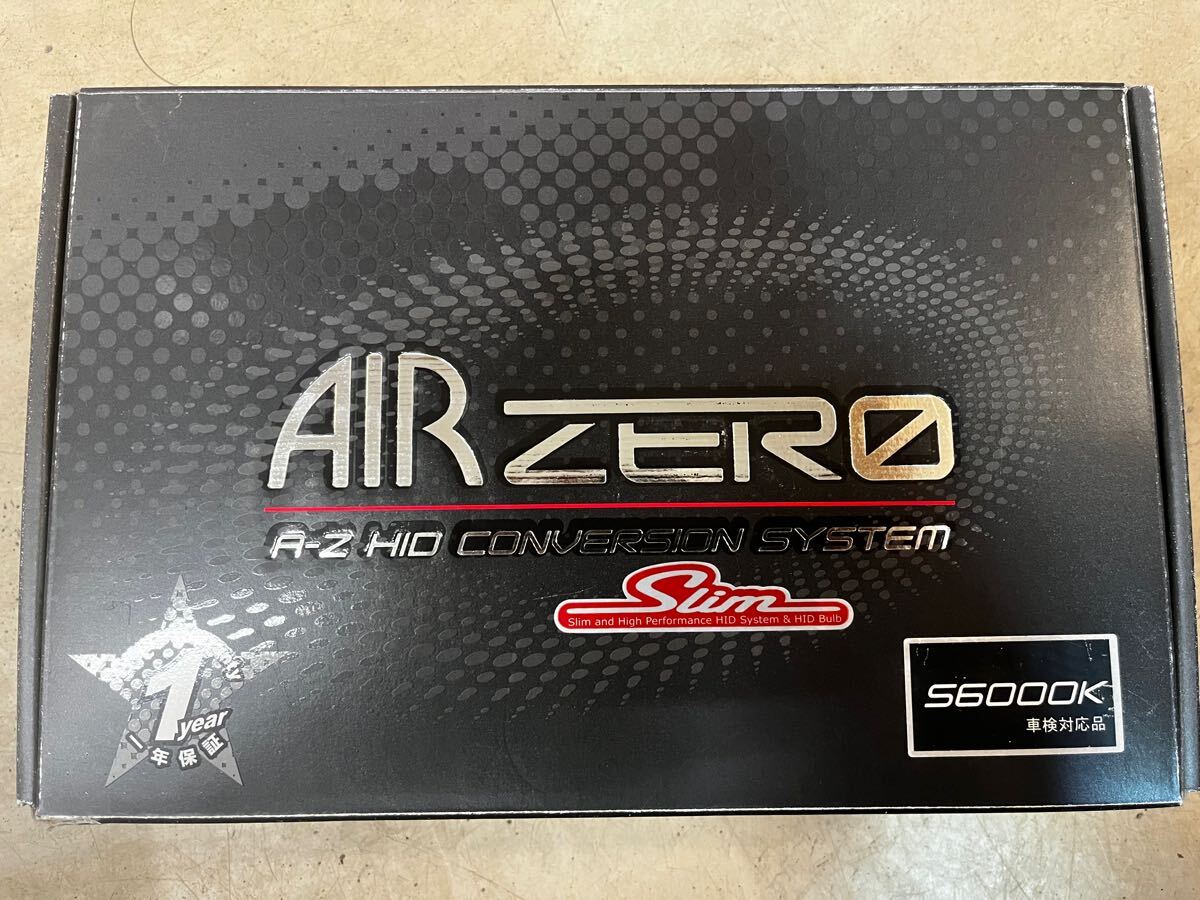 AIR ZERO
A-Z HID CONVERSION SYSTEM
Slim
Slim and High Performance HID System & HID Bulb
1
year
一年保証
S6000K
車検対応品